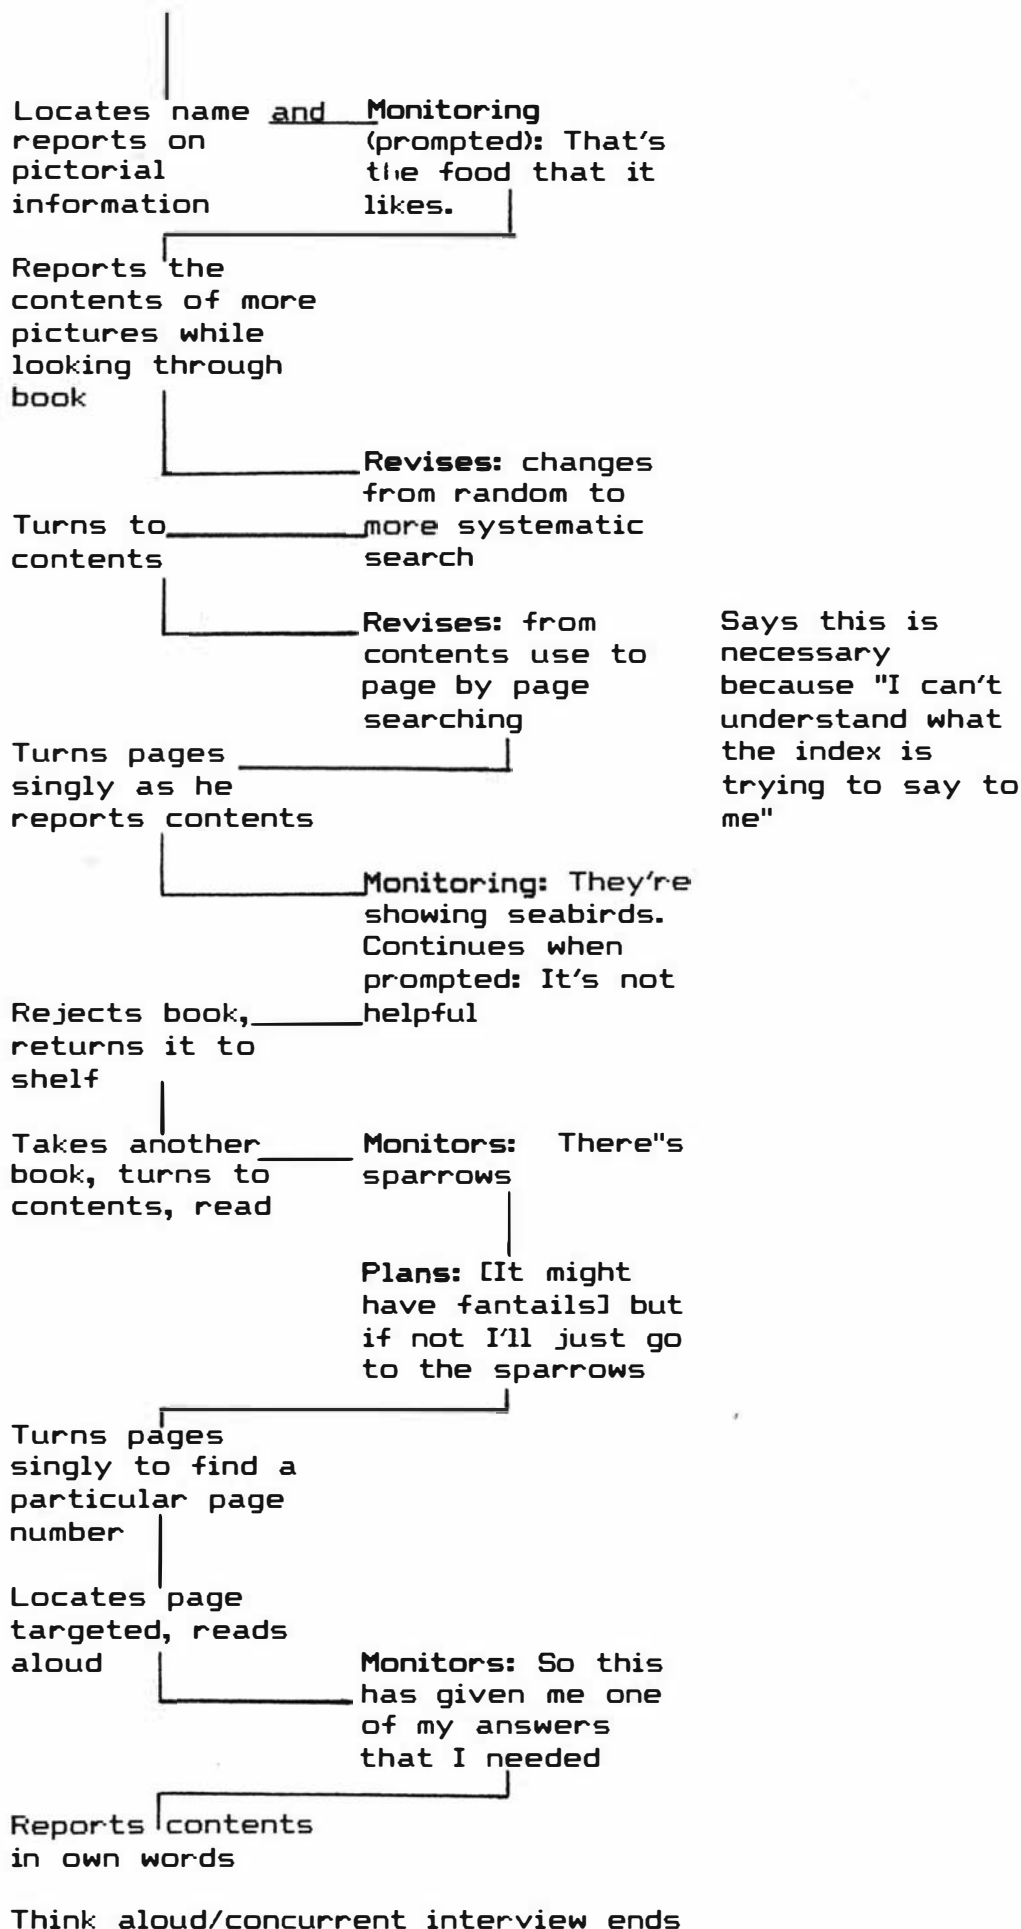 Locates name and
reports on
pictorial
information
Monitoring
(prompted): That's
the food that it
likes.
Reports the
contents of more
pictures while
looking through
book
Revises: changes
from random to
more systematic
search
Turns to
contents
Revises: from
contents use to
page by page
searching
Says this is
necessary
because "I can't
understand what
the index is
trying to say to
me"
Turns pages
singly as he
reports contents
Monitoring: They're
showing seabirds.
Continues when
prompted: It's not
helpful
Rejects book,
returns it to
shelf
Takes another
book, turns to
contents, read
Monitors: There"s
sparrows
Plans: [It might
have fantails] but
if not I'll just go
to the sparrows
Turns pages
singly to find a
particular page
number
Locates page
targeted, reads
aloud
Monitors: So this
has given me one
of my answers
that I needed
Reports contents
in own words
Think aloud/concurrent interview ends